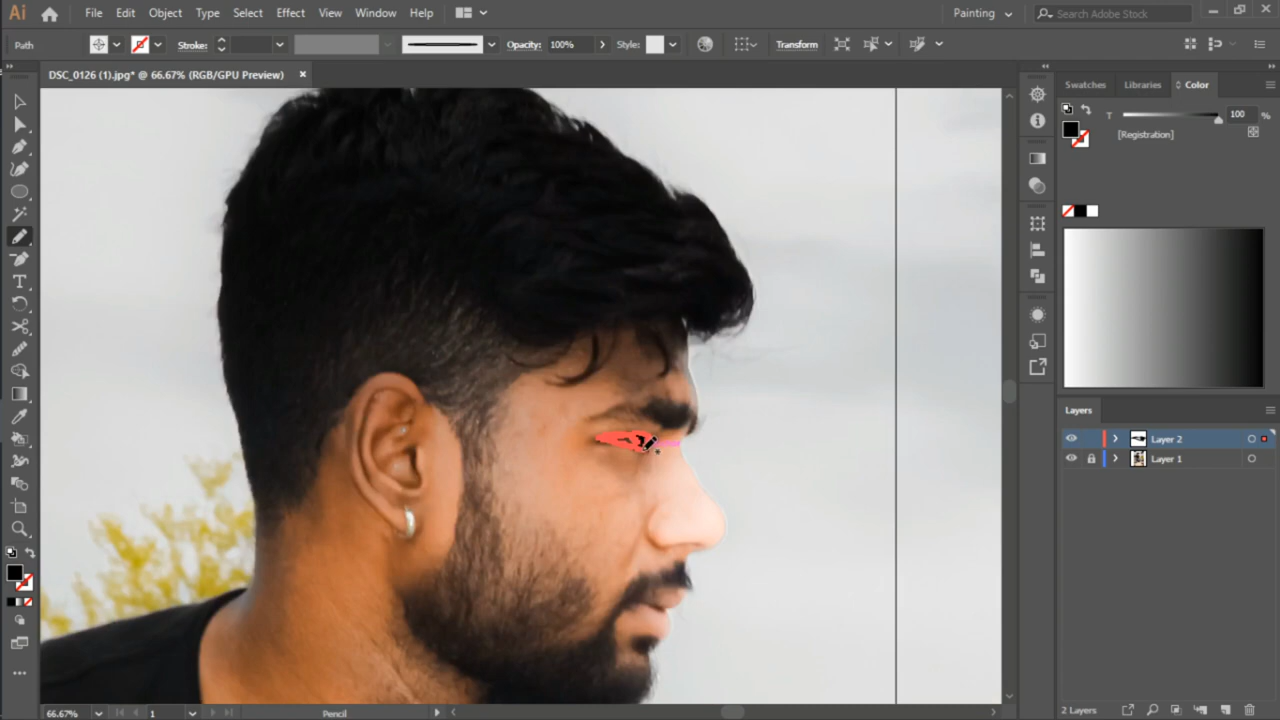 Ai File Edit Object Type Select Effect View Window Help Painting Search Adobe Stock
Path Stroke: Opacity: 100% Style: Transform
DSC_0126 (1).jpg* @ 66.67% (RGB/GPU Preview) ×
Swatches Libraries Color
T 100 %
[Registration]
Layers
Layer 2
Layer 1
66.67% 1 Pencil 2 Layers